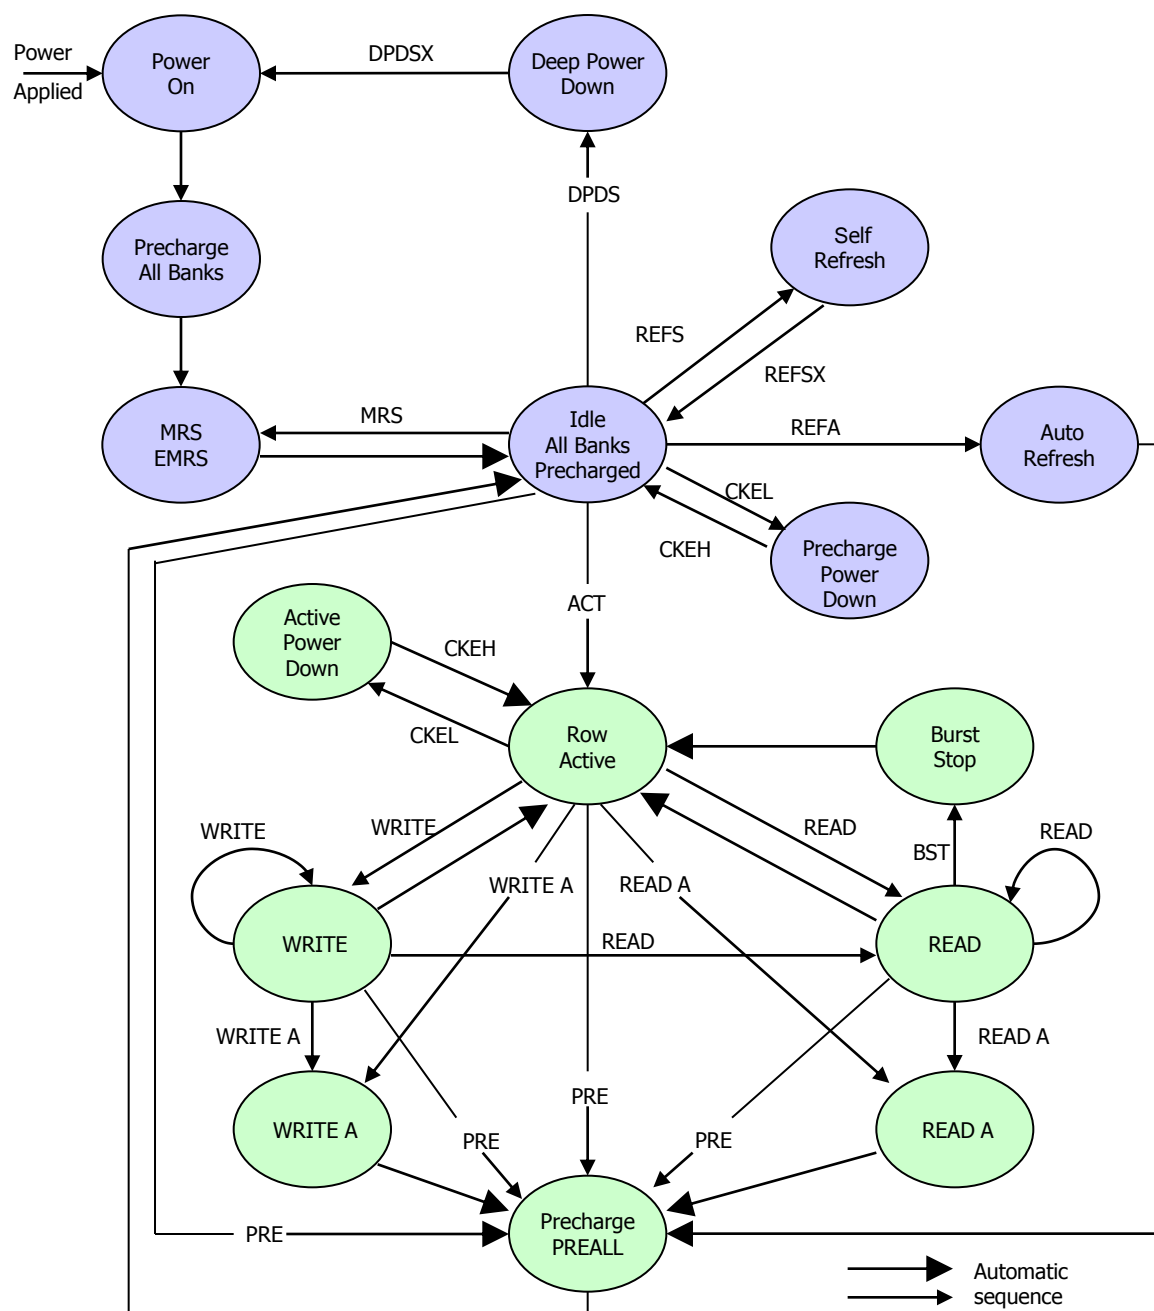 Power
Applied
Power
On
DPDSX
Deep Power
Down
DPDS
Precharge
All Banks
Self
Refresh
REFS
REFSX
MRS
EMRS
MRS
Idle
All Banks
Precharged
REFA
Auto
Refresh
CKEL
CKEH
Precharge
Power
Down
ACT
Active
Power
Down
CKEH
CKEL
Row
Active
Burst
Stop
WRITE
WRITE
READ
BST
READ
WRITE A
READ A
WRITE
READ
READ
WRITE A
READ A
PRE
WRITE A
PRE
PRE
READ A
PRE
Precharge
PREALL
Automatic
sequence